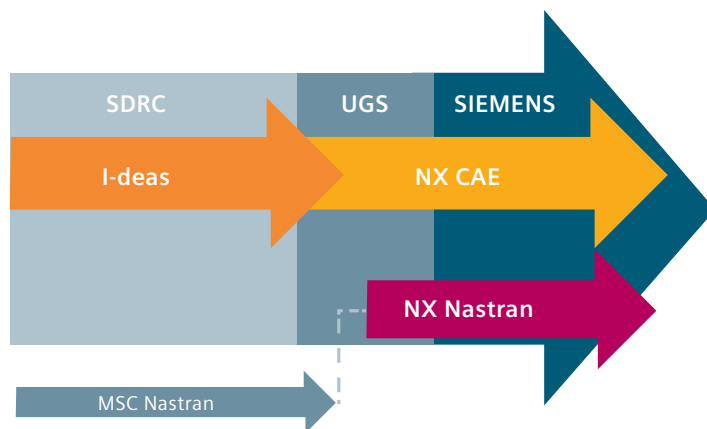 SDRC
UGS
SIEMENS
I-deas
NX CAE
NX Nastran
MSC Nastran